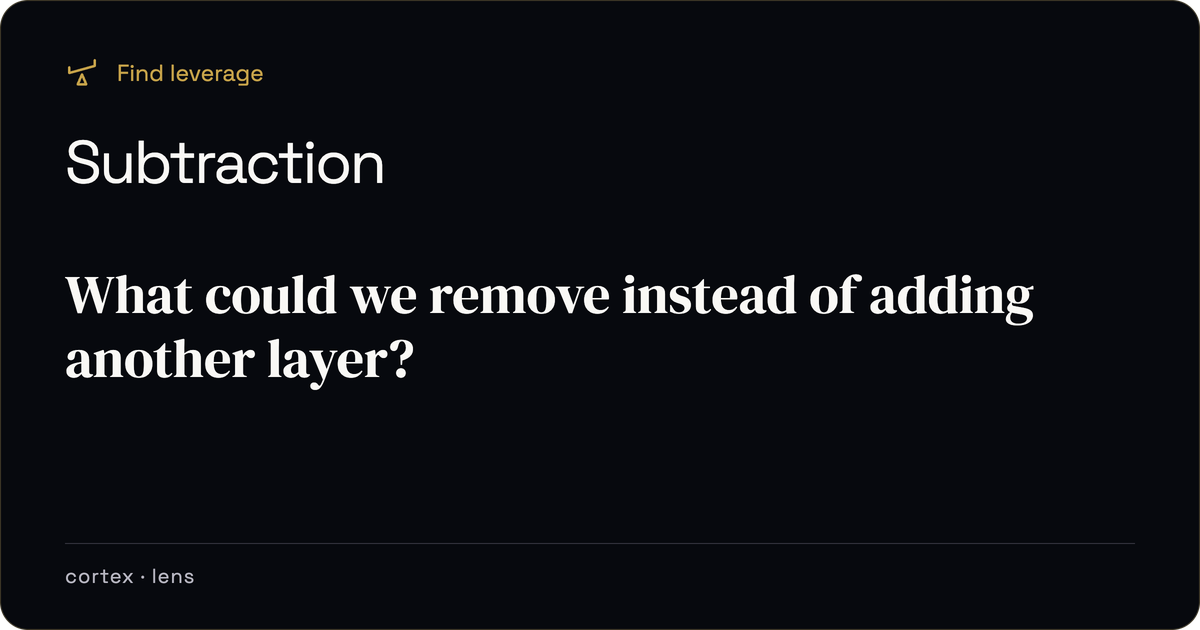 Find leverage
Subtraction
What could we remove instead of adding
another layer?
cortex · lens